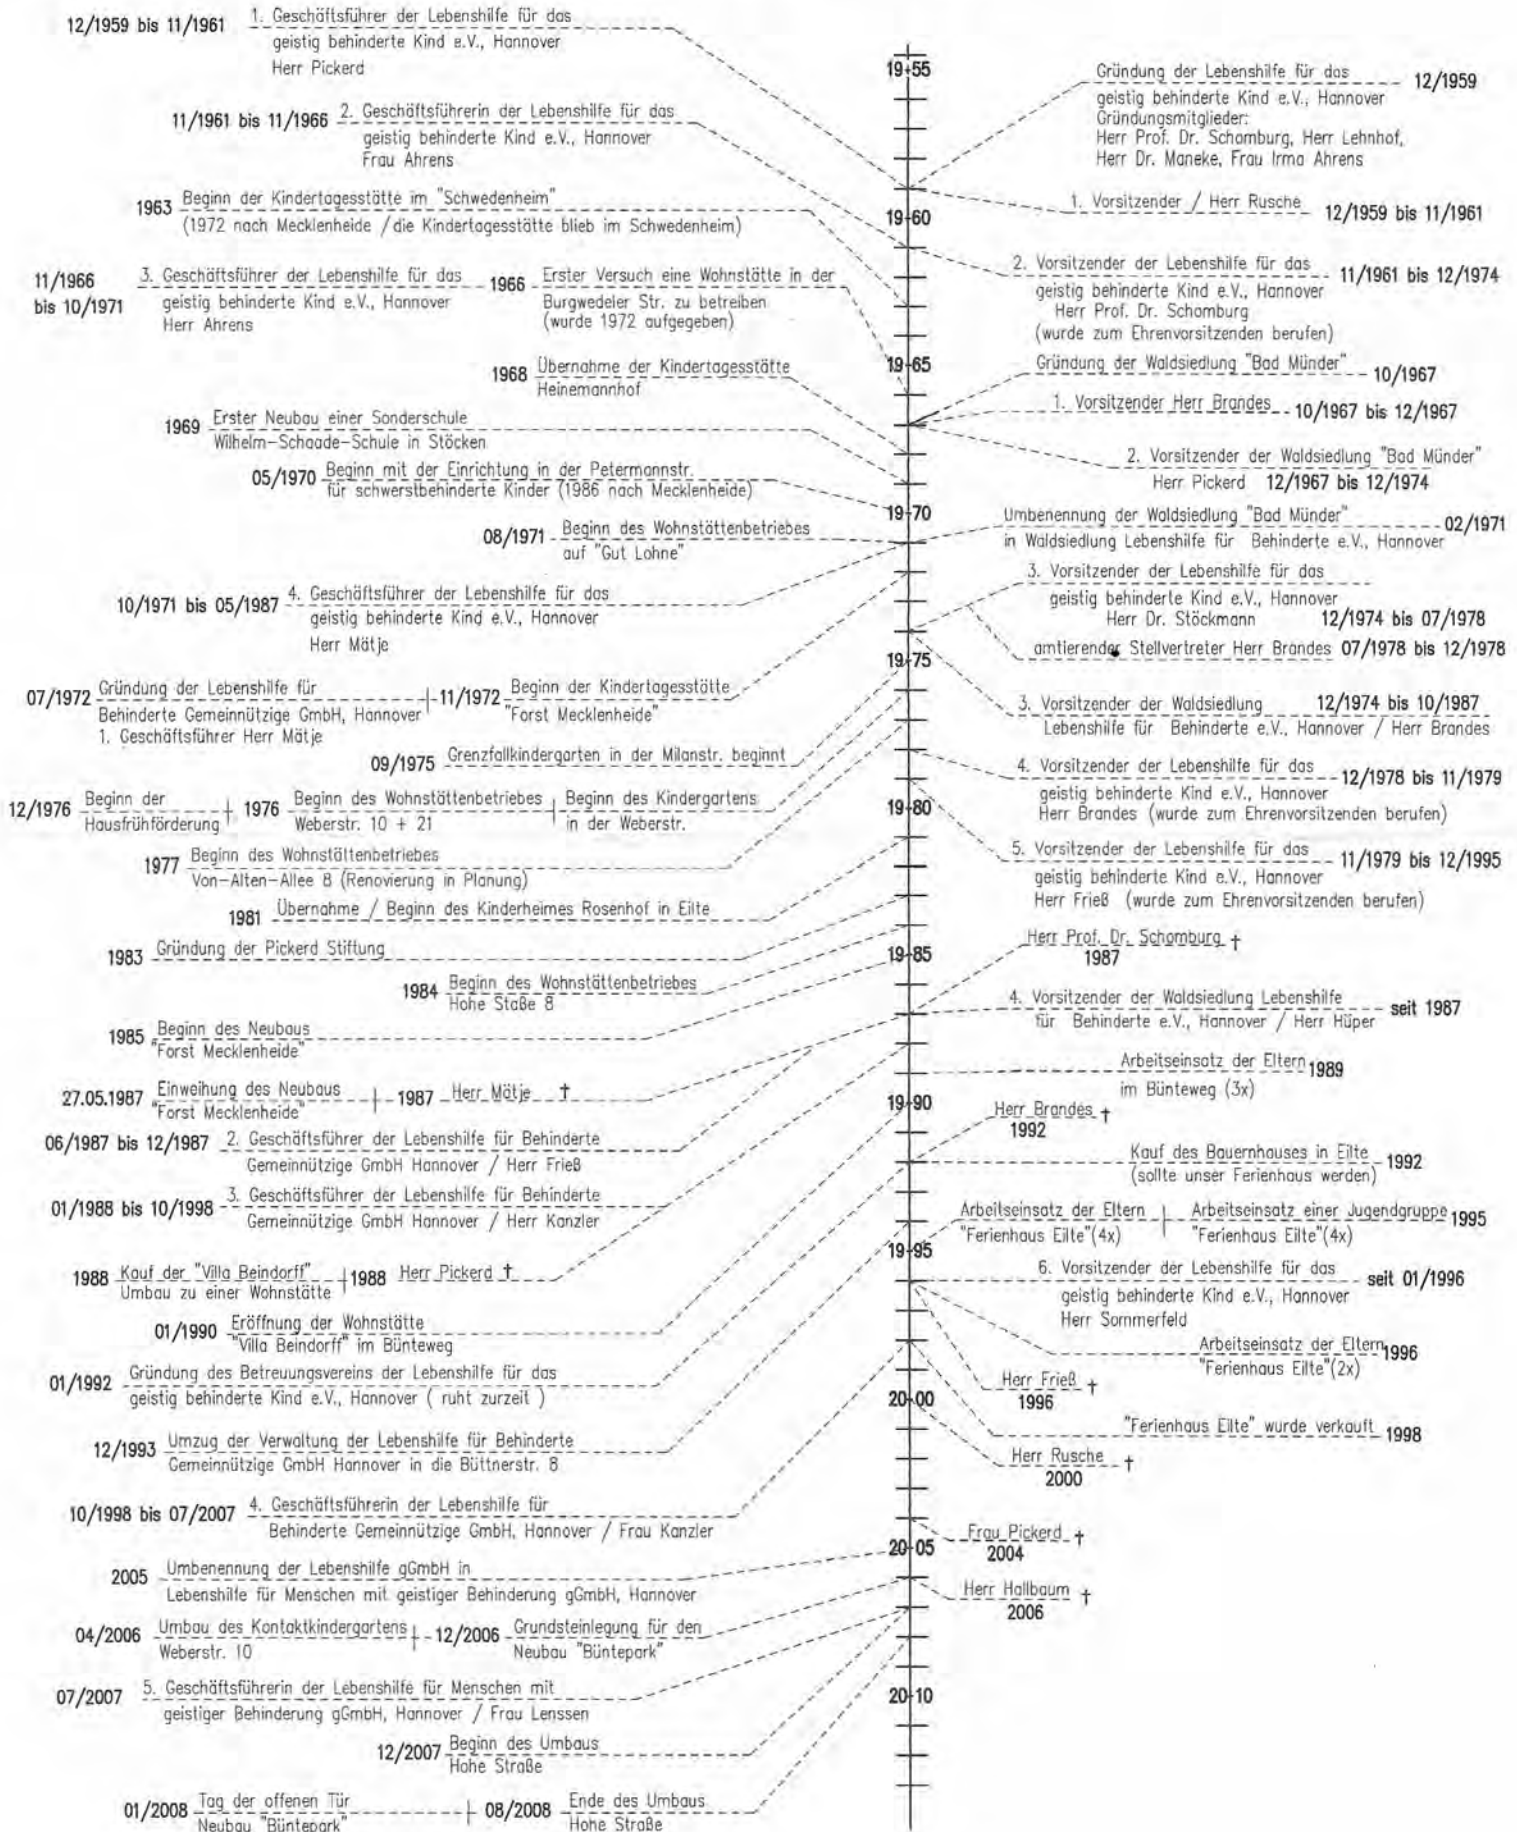 12/1959 bis 11/1961 1. Geschäftsführer der Lebenshilfe für das
geistig behinderte Kind e.V., Hannover
Herr Pickerd
11/1961 bis 11/1966 2. Geschäftsführerin der Lebenshilfe für das
geistig behinderte Kind e.V., Hannover
Frau Ahrens
1963 Beginn der Kindertagesstätte im "Schwedenheim"
(1972 nach Mecklenheide / die Kindertagesstätte blieb im Schwedenheim)
11/1966
bis 10/1971
3. Geschäftsführer der Lebenshilfe für das
geistig behinderte Kind e.V., Hannover
Herr Ahrens
1966 Erster Versuch eine Wohnstätte in der
Burgwedeler Str. zu betreiben
(wurde 1972 aufgegeben)
1968 Übernahme der Kindertagesstätte
Heinemannhof
1969 Erster Neubau einer Sonderschule
Wilhelm-Schaade-Schule in Stöcken
05/1970 Beginn mit der Einrichtung in der Petermannstr.
für schwerstbehinderte Kinder (1986 nach Mecklenheide)
08/1971 Beginn des Wohnstättenbetriebes
auf "Gut Lohne"
10/1971 bis 05/1987 4. Geschäftsführer der Lebenshilfe für das
geistig behinderte Kind e.V., Hannover
Herr Mätje
07/1972 Gründung der Lebenshilfe für
Behinderte Gemeinnützige GmbH, Hannover
1. Geschäftsführer Herr Mätje
11/1972 Beginn der Kindertagesstätte
"Forst Mecklenheide"
09/1975 Grenzfallkindergarten in der Milanstr. beginnt
12/1976 Beginn der
Hausfrühförderung
1976 Beginn des Wohnstättenbetriebes
Weberstr. 10 + 21
Beginn des Kindergartens
in der Weberstr.
1977 Beginn des Wohnstättenbetriebes
Von-Alten-Allee 8 (Renovierung in Planung)
1981 Übernahme / Beginn des Kinderheimes Rosenhof in Eilte
1983 Gründung der Pickerd Stiftung
1984 Beginn des Wohnstättenbetriebes
Hohe Staße 8
1985 Beginn des Neubaus
"Forst Mecklenheide"
27.05.1987 Einweihung des Neubaus
"Forst Mecklenheide"
1987 Herr Mätje †
06/1987 bis 12/1987 2. Geschäftsführer der Lebenshilfe für Behinderte
Gemeinnützige GmbH Hannover / Herr Frieß
01/1988 bis 10/1998 3. Geschäftsführer der Lebenshilfe für Behinderte
Gemeinnützige GmbH Hannover / Herr Kanzler
1988 Kauf der "Villa Beindorff"
Umbau zu einer Wohnstätte
1988 Herr Pickerd †
01/1990 Eröffnung der Wohnstätte
"Villa Beindorff" im Bünteweg
01/1992 Gründung des Betreuungsvereins der Lebenshilfe für das
geistig behinderte Kind e.V., Hannover ( ruht zurzeit )
12/1993 Umzug der Verwaltung der Lebenshilfe für Behinderte
Gemeinnützige GmbH Hannover in die Büttnerstr. 8
10/1998 bis 07/2007 4. Geschäftsführerin der Lebenshilfe für
Behinderte Gemeinnützige GmbH, Hannover / Frau Kanzler
2005 Umbenennung der Lebenshilfe gGmbH in
Lebenshilfe für Menschen mit geistiger Behinderung gGmbH, Hannover
04/2006 Umbau des Kontaktkindergartens
Weberstr. 10
12/2006 Grundsteinlegung für den
Neubau "Büntepark"
07/2007 5. Geschäftsführerin der Lebenshilfe für Menschen mit
geistiger Behinderung gGmbH, Hannover / Frau Lenssen
12/2007 Beginn des Umbaus
Hohe Straße
01/2008 Tag der offenen Tür
Neubau "Büntepark"
08/2008 Ende des Umbaus
Hohe Straße
19 55
19 60
19 65
19 70
19 75
19 80
19 85
19 90
19 95
20 00
20 05
20 10
Gründung der Lebenshilfe für das 12/1959
geistig behinderte Kind e.V., Hannover
Gründungsmitglieder:
Herr Prof. Dr. Schomburg, Herr Lehnhof,
Herr Dr. Maneke, Frau Irma Ahrens
1. Vorsitzender / Herr Rusche 12/1959 bis 11/1961
2. Vorsitzender der Lebenshilfe für das 11/1961 bis 12/1974
geistig behinderte Kind e.V., Hannover
Herr Prof. Dr. Schomburg
(wurde zum Ehrenvorsitzenden berufen)
Gründung der Waldsiedlung "Bad Münder" 10/1967
1. Vorsitzender Herr Brandes 10/1967 bis 12/1967
2. Vorsitzender der Waldsiedlung "Bad Münder"
Herr Pickerd 12/1967 bis 12/1974
Umbenennung der Waldsiedlung "Bad Münder" 02/1971
in Waldsiedlung Lebenshilfe für Behinderte e.V., Hannover
3. Vorsitzender der Lebenshilfe für das
geistig behinderte Kind e.V., Hannover
Herr Dr. Stöckmann 12/1974 bis 07/1978
amtierender Stellvertreter Herr Brandes 07/1978 bis 12/1978
3. Vorsitzender der Waldsiedlung 12/1974 bis 10/1987
Lebenshilfe für Behinderte e.V., Hannover / Herr Brandes
4. Vorsitzender der Lebenshilfe für das 12/1978 bis 11/1979
geistig behinderte Kind e.V., Hannover
Herr Brandes (wurde zum Ehrenvorsitzenden berufen)
5. Vorsitzender der Lebenshilfe für das 11/1979 bis 12/1995
geistig behinderte Kind e.V., Hannover
Herr Frieß (wurde zum Ehrenvorsitzenden berufen)
Herr Prof. Dr. Schomburg †
1987
4. Vorsitzender der Waldsiedlung Lebenshilfe seit 1987
für Behinderte e.V., Hannover / Herr Hüper
Arbeitseinsatz der Eltern 1989
im Bünteweg (3x)
Herr Brandes †
1992
Kauf des Bauernhauses in Eilte 1992
(sollte unser Ferienhaus werden)
Arbeitseinsatz der Eltern
"Ferienhaus Eilte"(4x)
Arbeitseinsatz einer Jugendgruppe 1995
"Ferienhaus Eilte"(4x)
6. Vorsitzender der Lebenshilfe für das seit 01/1996
geistig behinderte Kind e.V., Hannover
Herr Sommerfeld
Arbeitseinsatz der Eltern 1996
"Ferienhaus Eilte"(2x)
Herr Frieß †
1996
"Ferienhaus Eilte" wurde verkauft 1998
Herr Rusche †
2000
Frau Pickerd †
2004
Herr Hallbaum †
2006